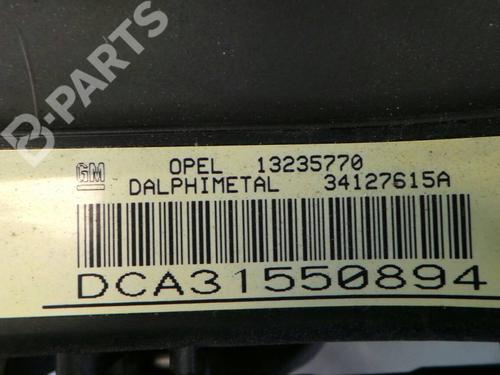 B-PARTS
GM OPEL 13235770
DALPHIMETAL 34127615A
DCA31550894